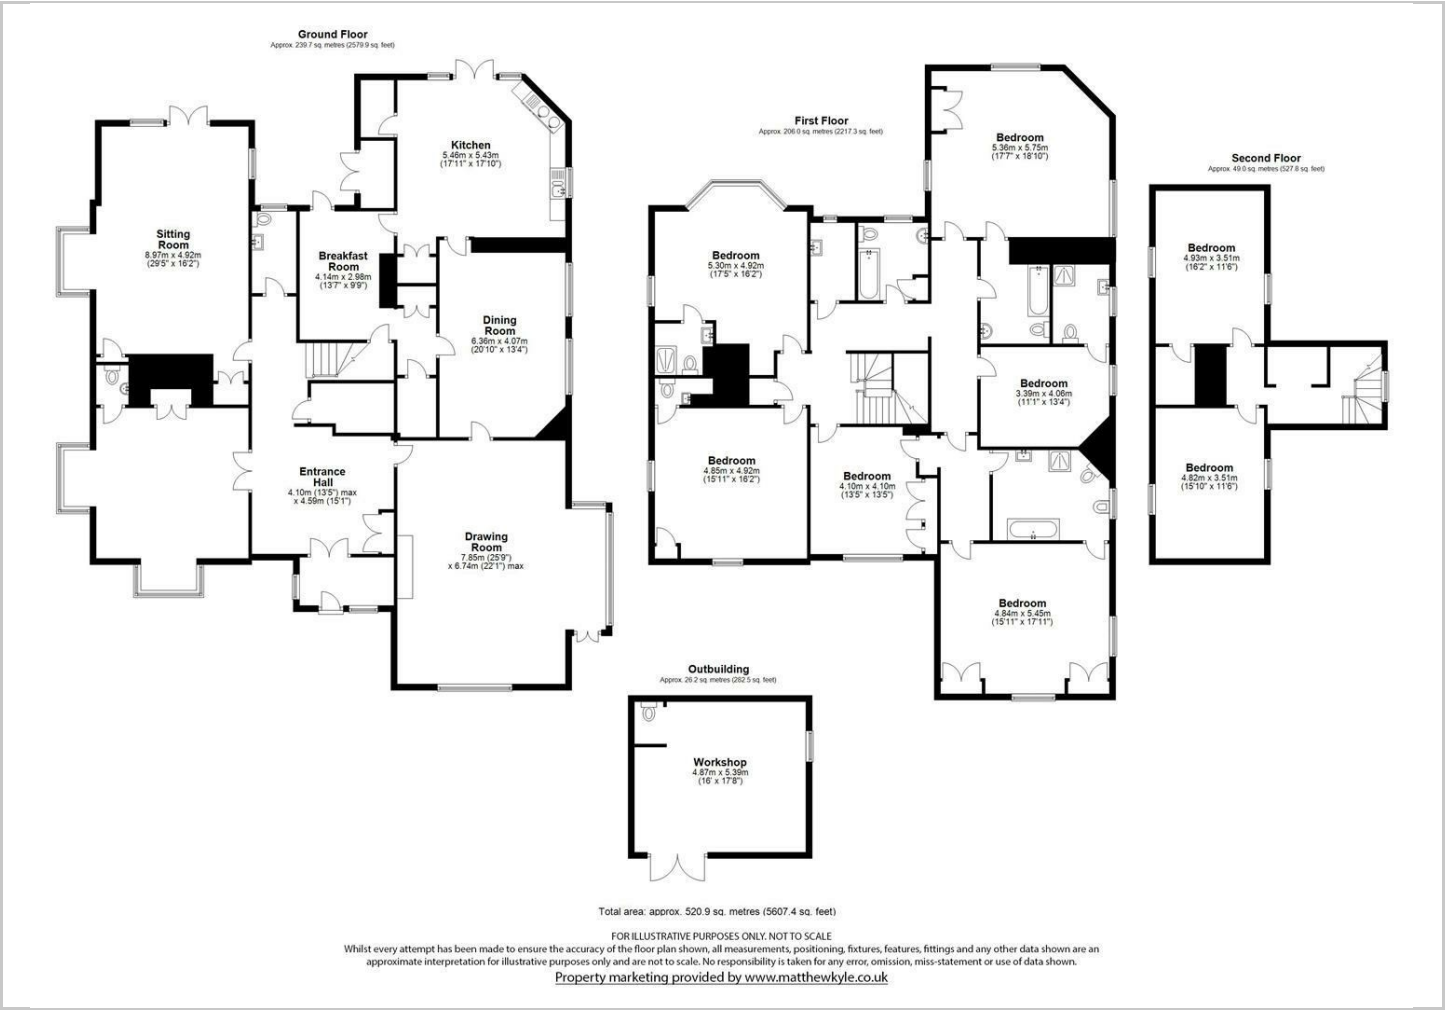 Ground Floor
Approx. 239.7 sq. metres (2579.9 sq. feet)
Kitchen
5.46m x 5.43m
(17'11" x 17'10")
Sitting
Room
8.97m x 4.92m
(29'5" x 16'2")
Breakfast
Room
4.14m x 2.98m
(13'7" x 9'9")
Dining
Room
6.36m x 4.07m
(20'10" x 13'4")
Entrance
Hall
4.10m (13'5") max
x 4.59m (15'1")
Drawing
Room
7.85m (25'9")
x 6.74m (22'1") max
First Floor
Approx. 206.0 sq. metres (2217.3 sq. feet)
Bedroom
5.36m x 5.75m
(17'7" x 18'10")
Bedroom
5.30m x 4.92m
(17'5" x 16'2")
Bedroom
3.39m x 4.06m
(11'1" x 13'4")
Bedroom
4.85m x 4.92m
(15'11" x 16'2")
Bedroom
4.10m x 4.10m
(13'5" x 13'5")
Bedroom
4.84m x 5.45m
(15'11" x 17'11")
Second Floor
Approx. 49.0 sq. metres (527.8 sq. feet)
Bedroom
4.93m x 3.51m
(16'2" x 11'6")
Bedroom
4.82m x 3.51m
(15'10" x 11'6")
Outbuilding
Approx. 26.2 sq. metres (282.5 sq. feet)
Workshop
4.87m x 5.39m
(16' x 17'8")
Total area: approx. 520.9 sq. metres (5607.4 sq. feet)
FOR ILLUSTRATIVE PURPOSES ONLY. NOT TO SCALE
Whilst every attempt has been made to ensure the accuracy of the floor plan shown, all measurements, positioning, fixtures, features, fittings and any other data shown are an
approximate interpretation for illustrative purposes only and are not to scale. No responsibility is taken for any error, omission, miss-statement or use of data shown.
Property marketing provided by www.matthewkyle.co.uk